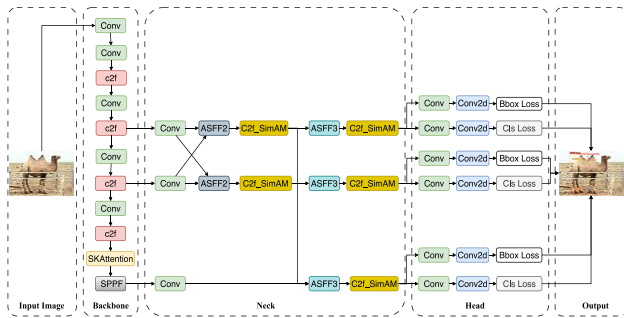 Conv
Conv
c2f
Conv
c2f
Conv
c2f
Conv
c2f
SKAttention
SPPF
Conv
Conv
Conv
ASFF2
C2f_SimAM
ASFF2
C2f_SimAM
ASFF3
C2f_SimAM
ASFF3
C2f_SimAM
ASFF3
C2f_SimAM
Conv
Conv2d
Bbox Loss
Conv
Conv2d
Cls Loss
Conv
Conv2d
Bbox Loss
Conv
Conv2d
Cls Loss
Conv
Conv2d
Bbox Loss
Conv
Conv2d
Cls Loss
Input Image
Backbone
Neck
Head
Output